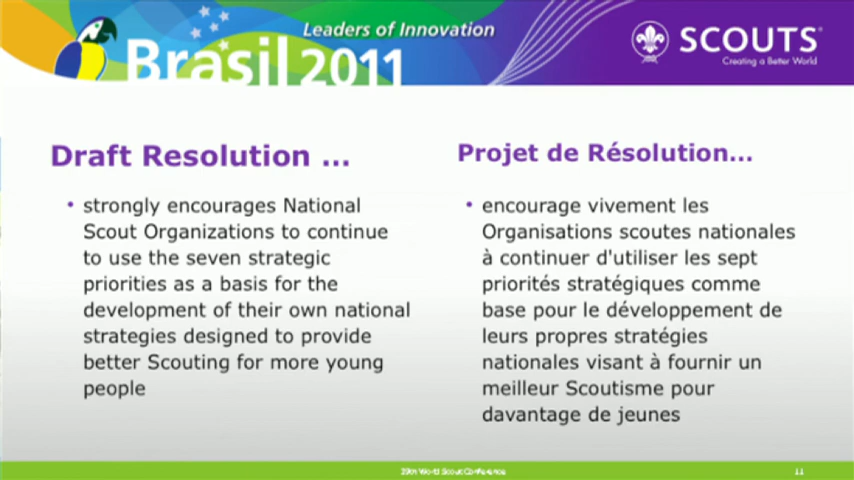 Leaders of Innovation
Brasil 2011
SCOUTS
Creating a Better World
Draft Resolution ...
• strongly encourages National
Scout Organizations to continue
to use the seven strategic
priorities as a basis for the
development of their own national
strategies designed to provide
better Scouting for more young
people
Projet de Résolution...
• encourage vivement les
Organisations scoutes nationales
à continuer d'utiliser les sept
priorités stratégiques comme
base pour le développement de
leurs propres stratégies
nationales visant à fournir un
meilleur Scoutisme pour
davantage de jeunes
39th World Scout Conference
11